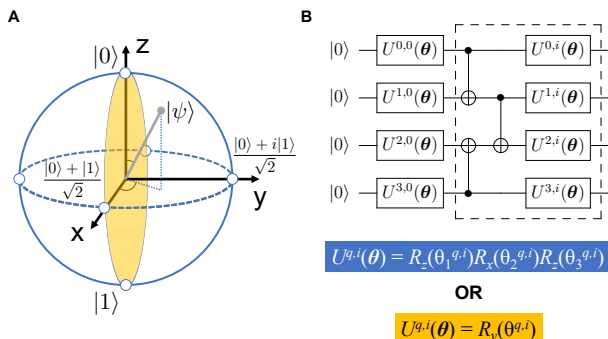 A
z
|0⟩
|ψ⟩
|0⟩ + i|1⟩
√2
|0⟩ + |1⟩
√2
y
x
|1⟩
B
|0⟩ U^{0,0}(θ) U^{0,i}(θ)
|0⟩ U^{1,0}(θ) U^{1,i}(θ)
|0⟩ U^{2,0}(θ) U^{2,i}(θ)
|0⟩ U^{3,0}(θ) U^{3,i}(θ)
U^{q,i}(θ) = R_z(θ_1^{q,i})R_x(θ_2^{q,i})R_z(θ_3^{q,i})
OR
U^{q,i}(θ) = R_y(θ^{q,i})